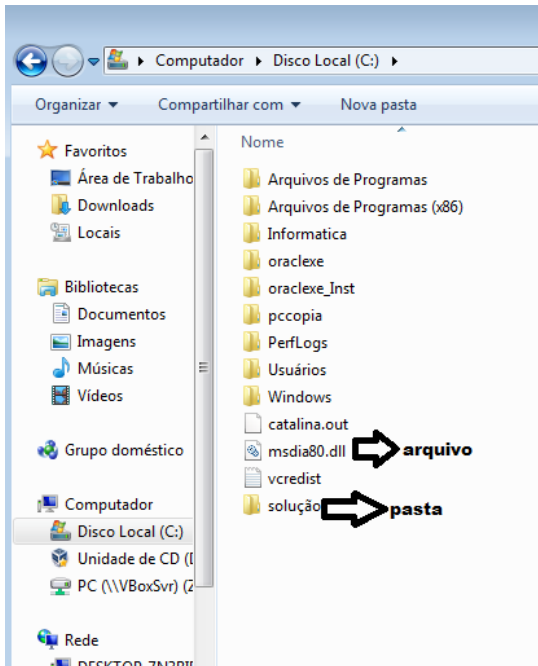 Computador Disco Local (C:)
Organizar Compartilhar com Nova pasta
Favoritos
Área de Trabalho
Downloads
Locais
Bibliotecas
Documentos
Imagens
Músicas
Vídeos
Grupo doméstico
Computador
Disco Local (C:)
Unidade de CD (
PC (\\VBoxSvr) (Z
Rede
Nome
Arquivos de Programas
Arquivos de Programas (x86)
Informatica
oraclexe
oraclexe_Inst
pccopia
PerfLogs
Usuários
Windows
catalina.out
msdia80.dll arquivo
vcredist
solução pasta